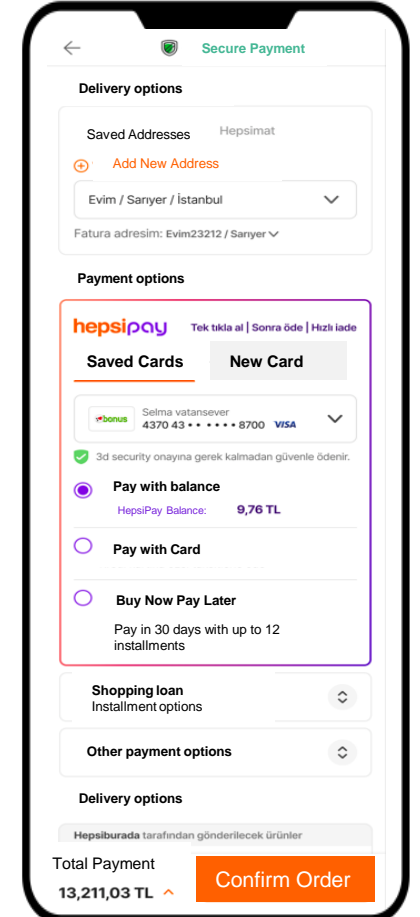 Secure Payment
Delivery options
Saved Addresses Hepsimat
Add New Address
Evim / Sarıyer / İstanbul
Fatura adresim: Evim23212 / Sarıyer
Payment options
hepsipay Tek tıkla al | Sonra öde | Hızlı iade
Saved Cards New Card
bonus Selma vatansever
4370 43 •• •••• 8700 VISA
3d security onayına gerek kalmadan güvenle ödenir.
Pay with balance
HepsiPay Balance: 9,76 TL
Pay with Card
Buy Now Pay Later
Pay in 30 days with up to 12
installments
Shopping loan
Installment options
Other payment options
Delivery options
Hepsiburada tarafından gönderilecek ürünler
Total Payment
13,211,03 TL
Confirm Order